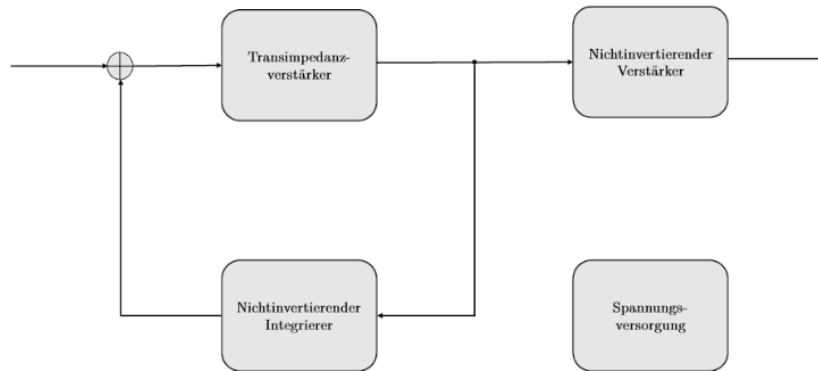 Transimpedanz-
verstärker
Nichtinvertierender
Verstärker
Nichtinvertierender
Integrierer
Spannungs-
versorgung